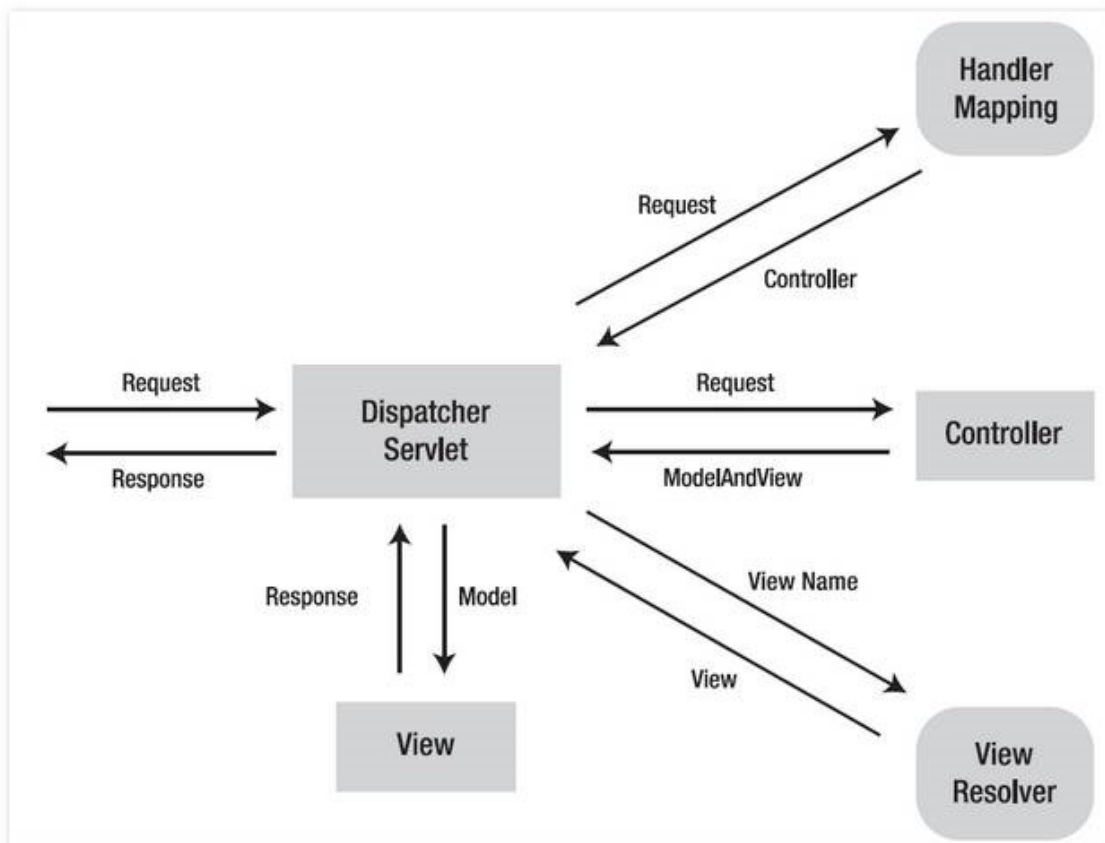 Handler
Mapping
Request
Controller
Request
Dispatcher
Servlet
Request
Controller
Response
ModelAndView
Response
Model
View Name
View
View
View
Resolver